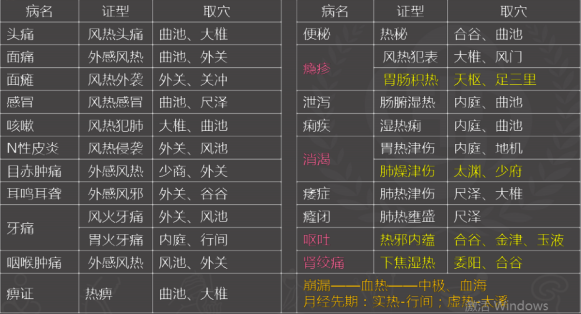 病名 证型 取穴
头痛 风热头痛 曲池、大椎
面痛 外感风热 曲池、外关
面瘫 风热外袭 外关、关冲
感冒 风热感冒 曲池、尺泽
咳嗽 风热犯肺 大椎、曲池
N性皮炎 风热侵袭 外关、风池
目赤肿痛 外感风热 少商、外关
耳鸣耳聋 外感风邪 外关、合谷
牙痛
风火牙痛 外关、风池
胃火牙痛 内庭、行间
咽喉肿痛 外感风热 风池、外关
痹证 热痹 曲池、大椎
病名 证型 取穴
便秘 热秘 合谷、曲池
风热犯表 大椎、风门
胃肠积热 天枢、足三里
泄泻 肠腑湿热 内庭、曲池
痢疾 湿热痢 内庭、曲池
消渴
胃热津伤 内庭、地机
肺燥津伤 太渊、少府
痿症 肺热津伤 尺泽、大椎
癃闭 肺热壅盛 尺泽
呕吐 热邪内蕴 合谷、金津、玉液
肾绞痛 下焦湿热 委阳、合谷
崩漏——血热——中极、血海
月经先期：实热-行间；虚热-太溪
激活 Windows